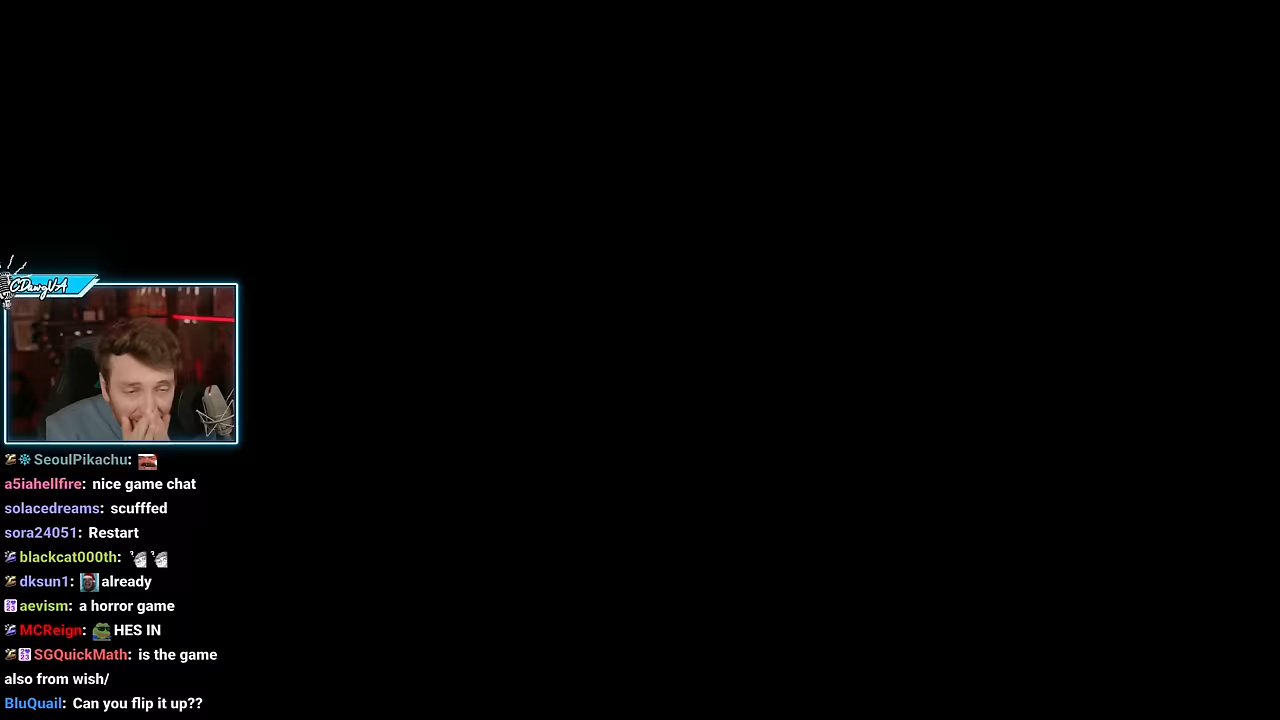 CDawgVA
SeoulPikachu:
a5iahellfire: nice game chat
solacedreams: scufffed
sora24051: Restart
blackcat000th:
dksun1: already
aevism: a horror game
MCReign: HES IN
SGQuickMath: is the game
also from wish/
BluQuail: Can you flip it up??